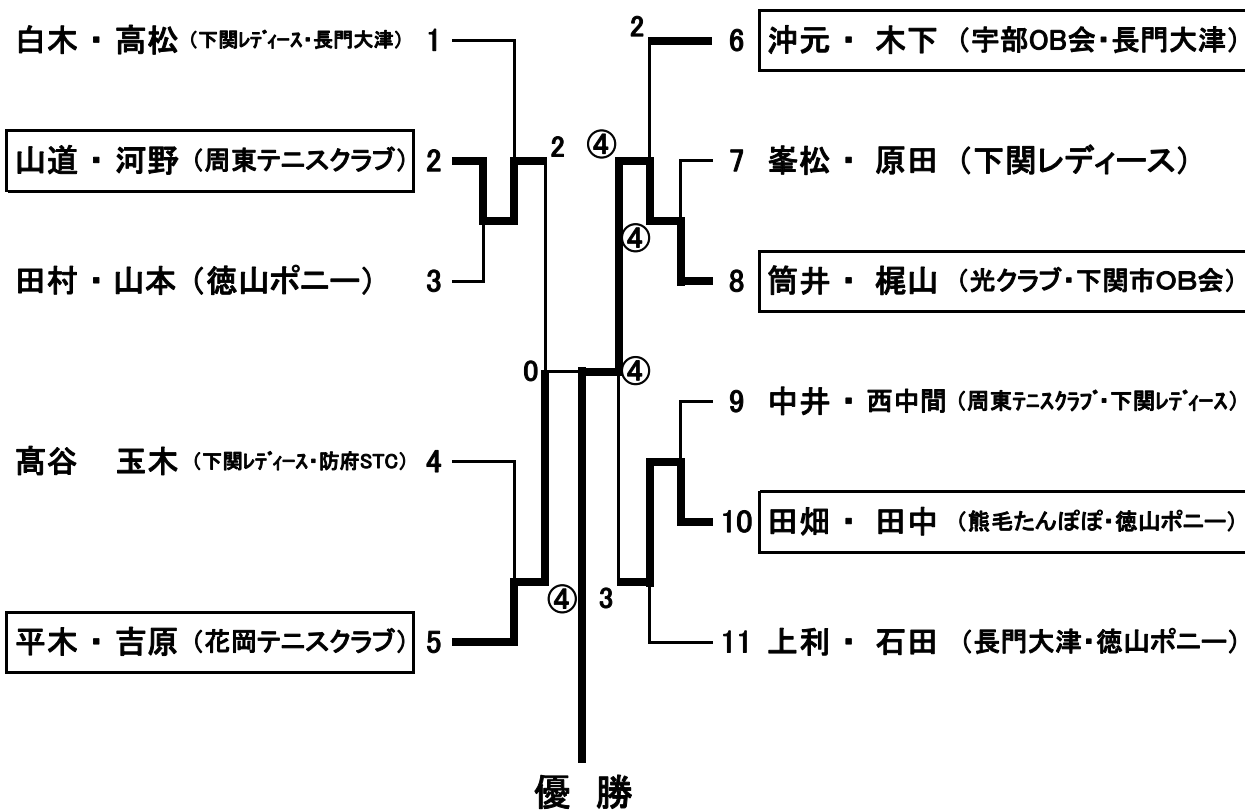 白木・高松（下関レディース・長門大津） 1
山道・河野（周東テニスクラブ） 2
田村・山本（徳山ポニー） 3
髙谷　玉木（下関レディース・防府STC） 4
平木・吉原（花岡テニスクラブ） 5
2
0
④
2
④
④
④
3
6 沖元・木下（宇部OB会・長門大津）
7 峯松・原田（下関レディース）
8 筒井・梶山（光クラブ・下関市OB会）
9 中井・西中間（周東テニスクラブ・下関レディース）
10 田畑・田中（熊毛たんぽぽ・徳山ポニー）
11 上利・石田（長門大津・徳山ポニー）
優 勝